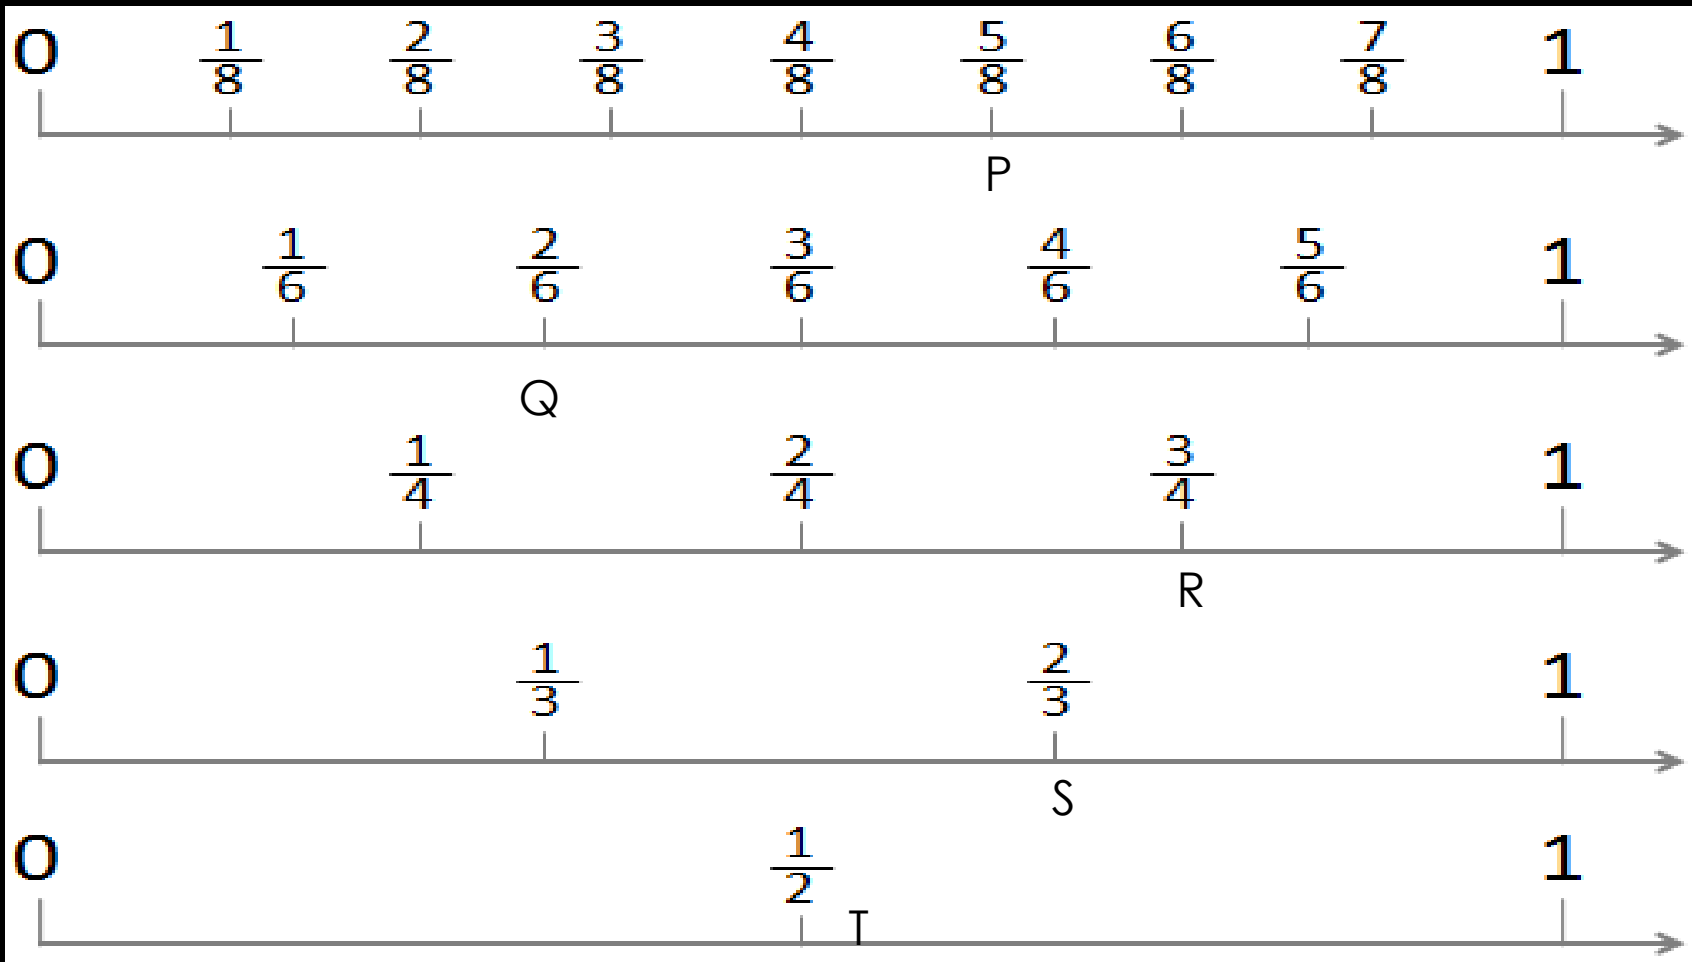 0 1/8 2/8 3/8 4/8 5/8 6/8 7/8 1
P
0 1/6 2/6 3/6 4/6 5/6 1
Q
0 1/4 2/4 3/4 1
R
0 1/3 2/3 1
S
0 1/2 1
T